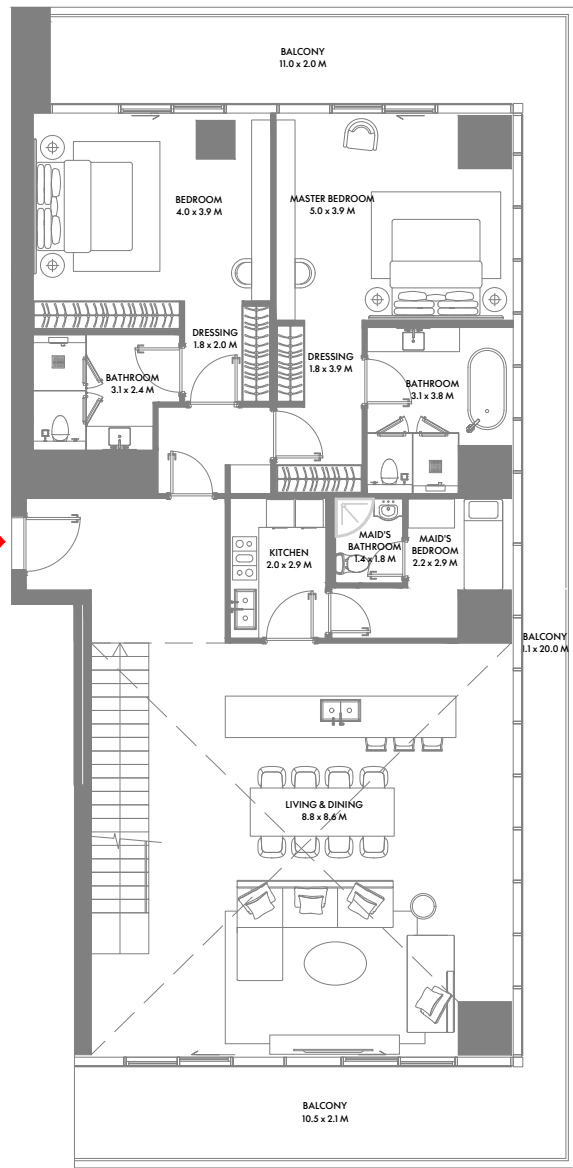 BALCONY
11.0 x 2.0 M
BEDROOM
4.0 x 3.9 M
MASTER BEDROOM
5.0 x 3.9 M
DRESSING
1.8 x 2.0 M
DRESSING
1.8 x 3.9 M
BATHROOM
3.1 x 2.4 M
BATHROOM
3.1 x 3.8 M
KITCHEN
2.0 x 2.9 M
MAID'S
BATHROOM
1.4 x 1.8 M
MAID'S
BEDROOM
2.2 x 2.9 M
BALCONY
1.1 x 20.0 M
LIVING & DINING
8.8 x 8.6 M
BALCONY
10.5 x 2.1 M